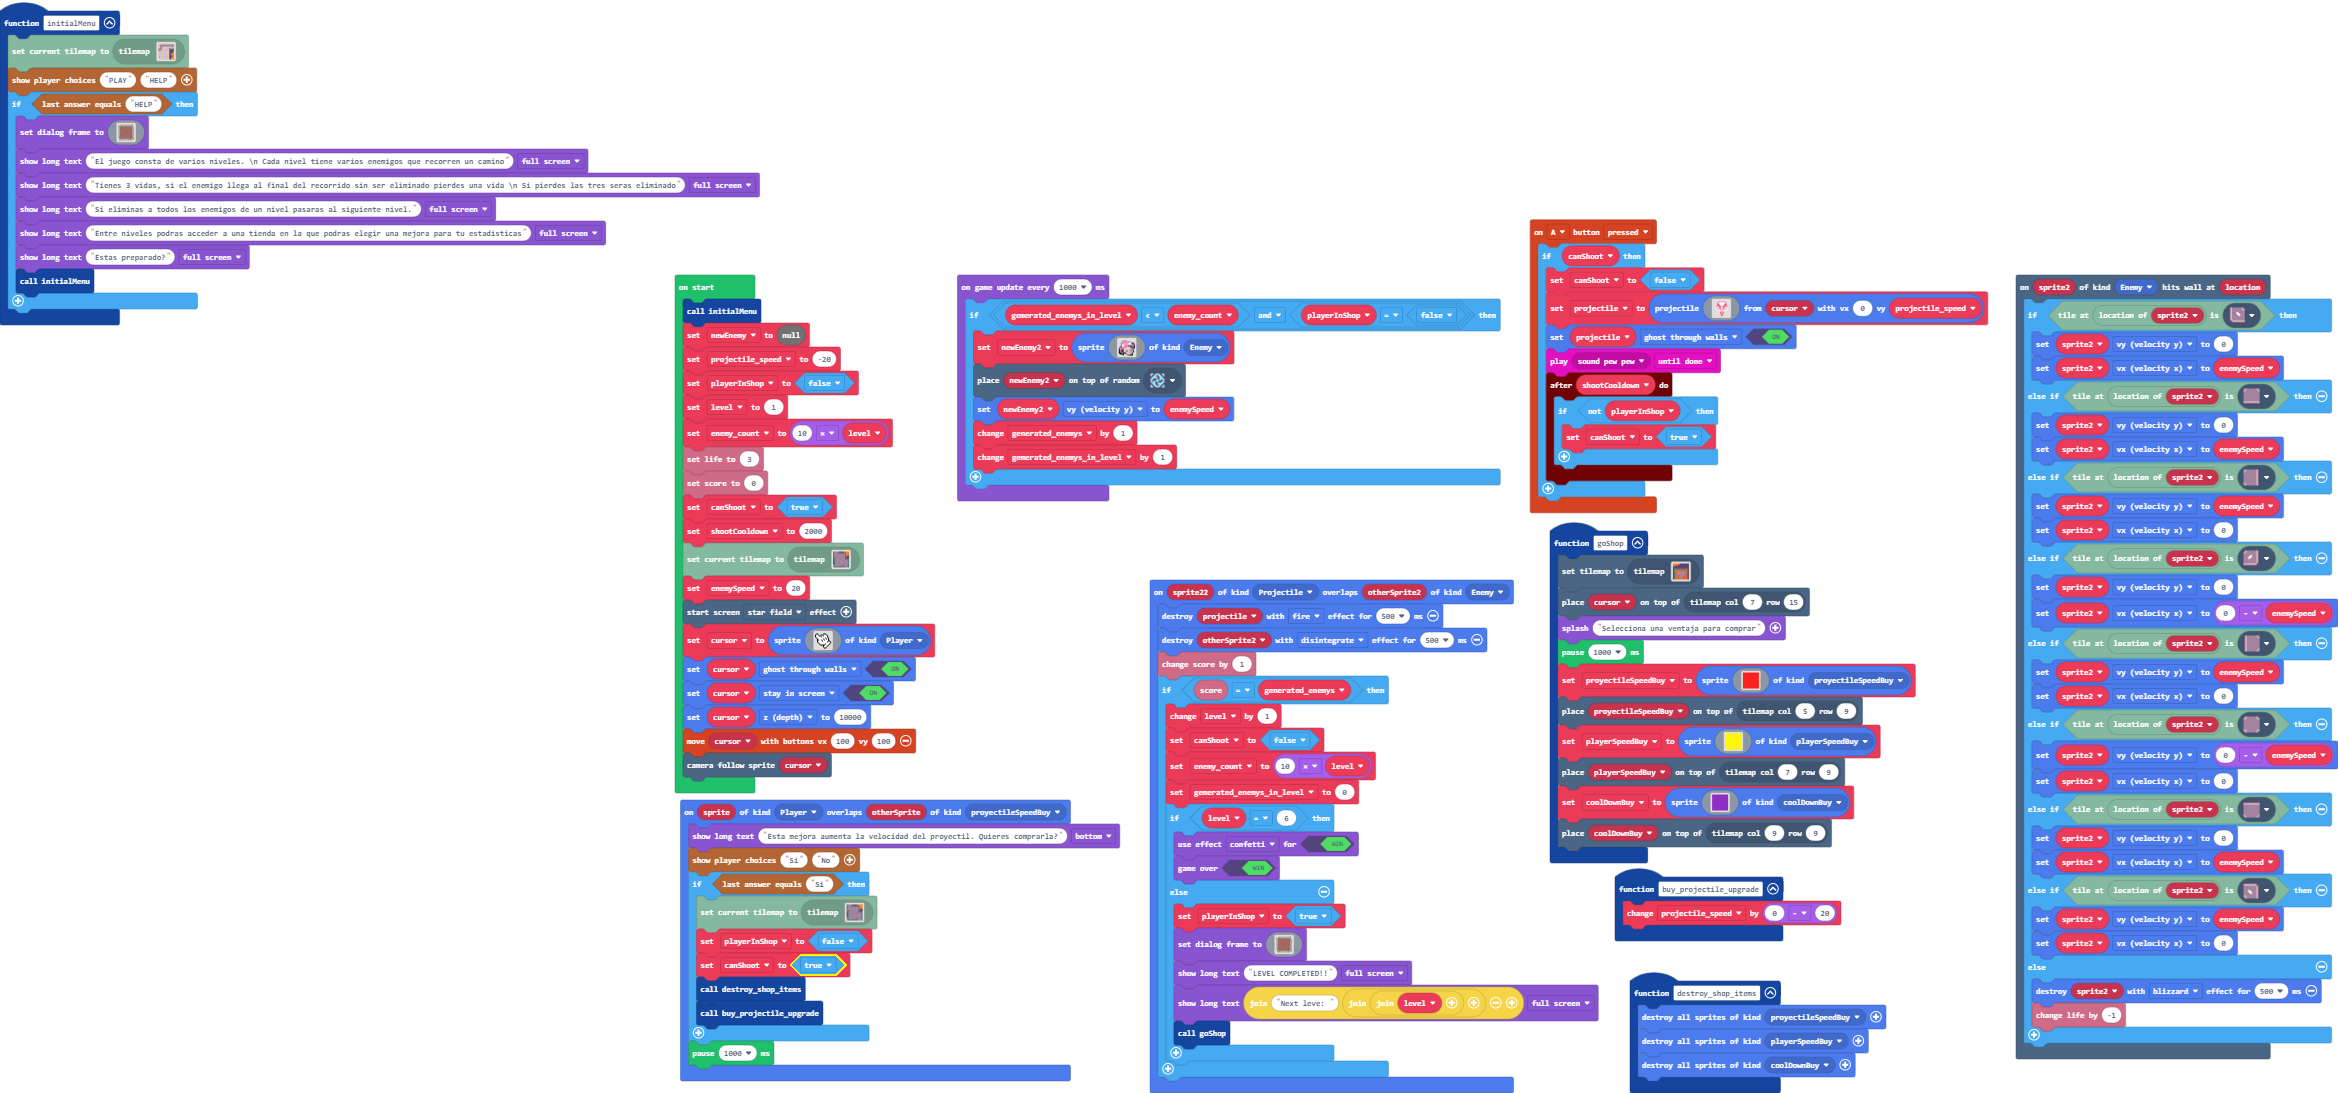 function initialMenu
set current tilemap to tilemap
show player choices "PLAY" "HELP"
if last answer equals "HELP" then
set dialog frame to
show long text "El juego consta de varios niveles. \n Cada nivel tiene varios enemigos que recorren un camino" full screen
show long text "Tienes 3 vidas, si el enemigo llega al final del recorrido sin ser eliminado pierdes una vida \n Si pierdes las tres seras eliminado" full screen
show long text "Si eliminas a todos los enemigos de un nivel pasaras al siguiente nivel." full screen
show long text "Entre niveles podras acceder a una tienda en la que podras elegir una mejora para tu estadisticas" full screen
show long text "Estas preparado?" full screen
call initialMenu
on start
call initialMenu
set newEnemy to null
set projectile_speed to -20
set playerInShop to false
set level to 1
set enemy_count to 10 × level
set life to 3
set score to 0
set canShoot to true
set shootCooldown to 2000
set current tilemap to tilemap
set enemySpeed to 20
start screen star field effect
set cursor to sprite of kind Player
set cursor ghost through walls ON
set cursor stay in screen ON
set cursor z (depth) to 10000
move cursor with buttons vx 100 vy 100
camera follow sprite cursor
on sprite of kind Player overlaps otherSprite of kind proyectileSpeedBuy
show long text "Esta mejora aumenta la velocidad del proyectil. Quieres comprarla?" bottom
show player choices "Si" "No"
if last answer equals "Si" then
set current tilemap to tilemap
set playerInShop to false
set canShoot to true
call destroy_shop_items
call buy_projectile_upgrade
pause 1000 ms
on game update every 1000 ms
if generated_enemys_in_level < enemy_count and playerInShop = false then
set newEnemy2 to sprite of kind Enemy
place newEnemy2 on top of random
set newEnemy2 vy (velocity y) to enemySpeed
change generated_enemys by 1
change generated_enemys_in_level by 1
on sprite22 of kind Projectile overlaps otherSprite2 of kind Enemy
destroy projectile with fire effect for 500 ms
destroy otherSprite2 with disintegrate effect for 500 ms
change score by 1
if score = generated_enemys then
change level by 1
set canShoot to false
set enemy_count to 10 × level
set generated_enemys_in_level to 0
if level = 6 then
use effect confetti for WIN
game over WIN
else
set playerInShop to true
set dialog frame to
show long text "LEVEL COMPLETED!!" full screen
show long text join "Next leve: " join join level full screen
call goShop
on A button pressed
if canShoot then
set canShoot to false
set projectile to projectile from cursor with vx 0 vy projectile_speed
set projectile ghost through walls ON
play sound pew pew until done
after shootCooldown do
if not playerInShop then
set canShoot to true
function goShop
set tilemap to tilemap
place cursor on top of tilemap col 7 row 15
splash "Selecciona una ventaja para comprar"
pause 1000 ms
set proyectileSpeedBuy to sprite of kind proyectileSpeedBuy
place proyectileSpeedBuy on top of tilemap col 5 row 9
set playerSpeedBuy to sprite of kind playerSpeedBuy
place playerSpeedBuy on top of tilemap col 7 row 9
set coolDownBuy to sprite of kind coolDownBuy
place coolDownBuy on top of tilemap col 9 row 9
function buy_projectile_upgrade
change projectile_speed by 0 - 20
function destroy_shop_items
destroy all sprites of kind proyectileSpeedBuy
destroy all sprites of kind playerSpeedBuy
destroy all sprites of kind coolDownBuy
on sprite2 of kind Enemy hits wall at location
if tile at location of sprite2 is then
set sprite2 vy (velocity y) to 0
set sprite2 vx (velocity x) to enemySpeed
else if tile at location of sprite2 is then
set sprite2 vy (velocity y) to 0
set sprite2 vx (velocity x) to enemySpeed
else if tile at location of sprite2 is then
set sprite2 vy (velocity y) to enemySpeed
set sprite2 vx (velocity x) to 0
else if tile at location of sprite2 is then
set sprite2 vy (velocity y) to 0
set sprite2 vx (velocity x) to 0 - enemySpeed
else if tile at location of sprite2 is then
set sprite2 vy (velocity y) to enemySpeed
set sprite2 vx (velocity x) to 0
else if tile at location of sprite2 is then
set sprite2 vy (velocity y) to 0 - enemySpeed
set sprite2 vx (velocity x) to 0
else if tile at location of sprite2 is then
set sprite2 vy (velocity y) to 0
set sprite2 vx (velocity x) to enemySpeed
else if tile at location of sprite2 is then
set sprite2 vy (velocity y) to enemySpeed
set sprite2 vx (velocity x) to 0
else
destroy sprite2 with blizzard effect for 500 ms
change life by -1